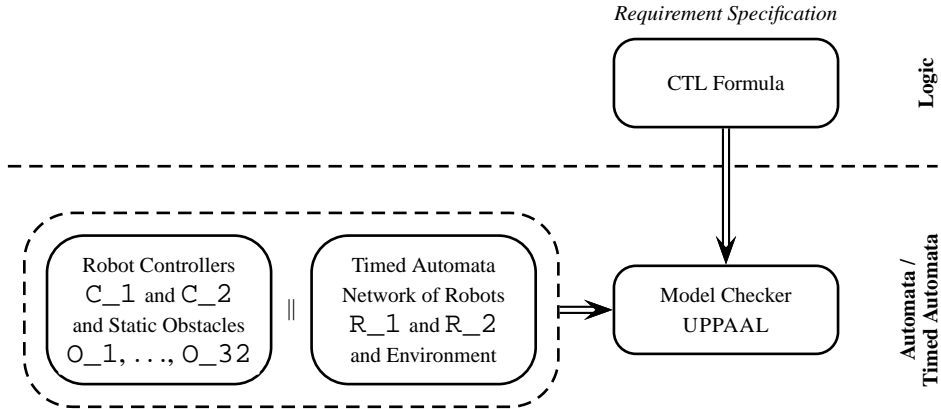 Requirement Specification
CTL Formula
Logic
Robot Controllers
C_1 and C_2
and Static Obstacles
O_1, ..., O_32
||
Timed Automata
Network of Robots
R_1 and R_2
and Environment
Model Checker
UPPAAL
Automata /
Timed Automata